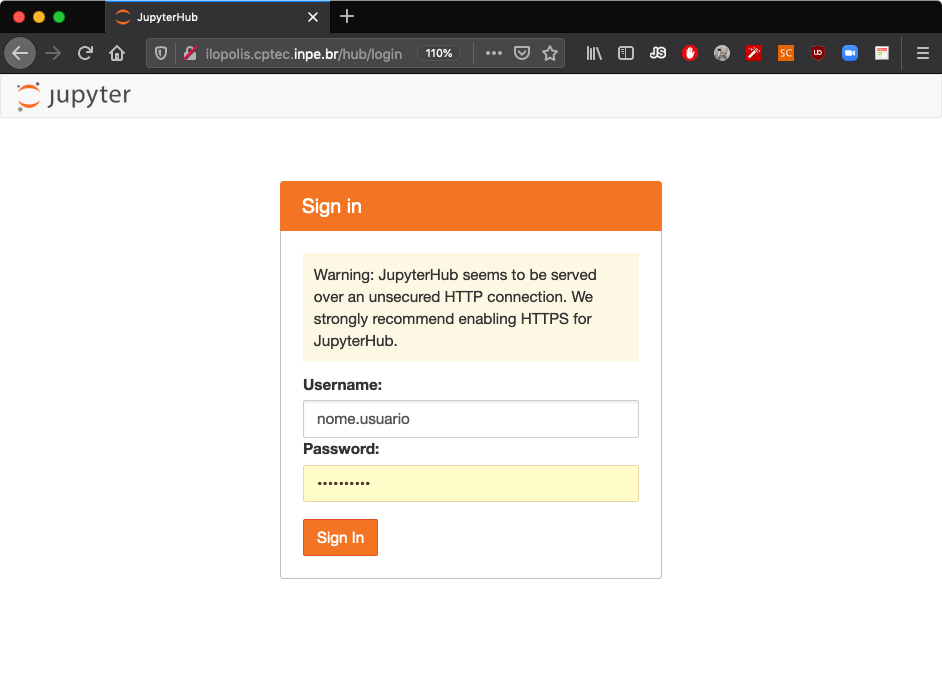 JupyterHub
ilopolis.cptec.inpe.br/hub/login
110%
JS
SC
UD
jupyter
Sign in
Warning: JupyterHub seems to be served
over an unsecured HTTP connection. We
strongly recommend enabling HTTPS for
JupyterHub.
Username:
nome.usuario
Password:
••••••••••
Sign In